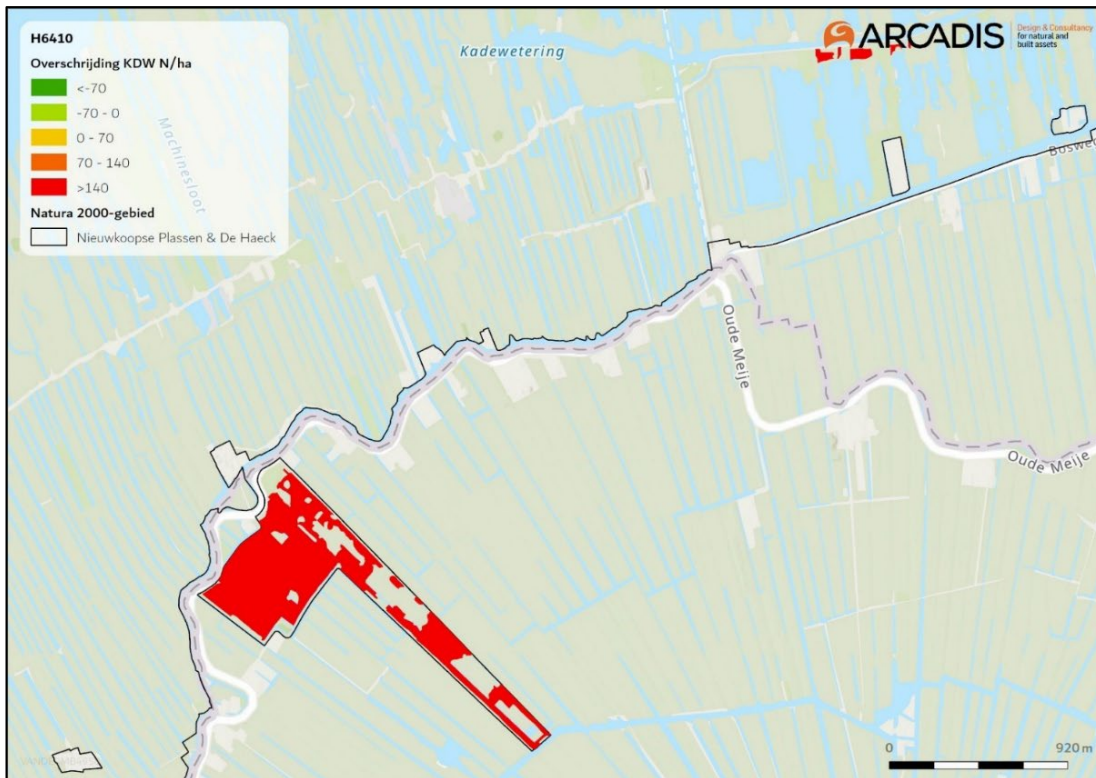 H6410
Overschrijding KDW N/ha
<-70
-70 - 0
0 - 70
70 - 140
>140
Natura 2000-gebied
Nieuwkoopse Plassen & De Haeck
Kadewetering
ARCADIS
Design & Consultancy
for natural and
built assets
Machinesloot
Oude Meije
Oude Meije
0
920 m